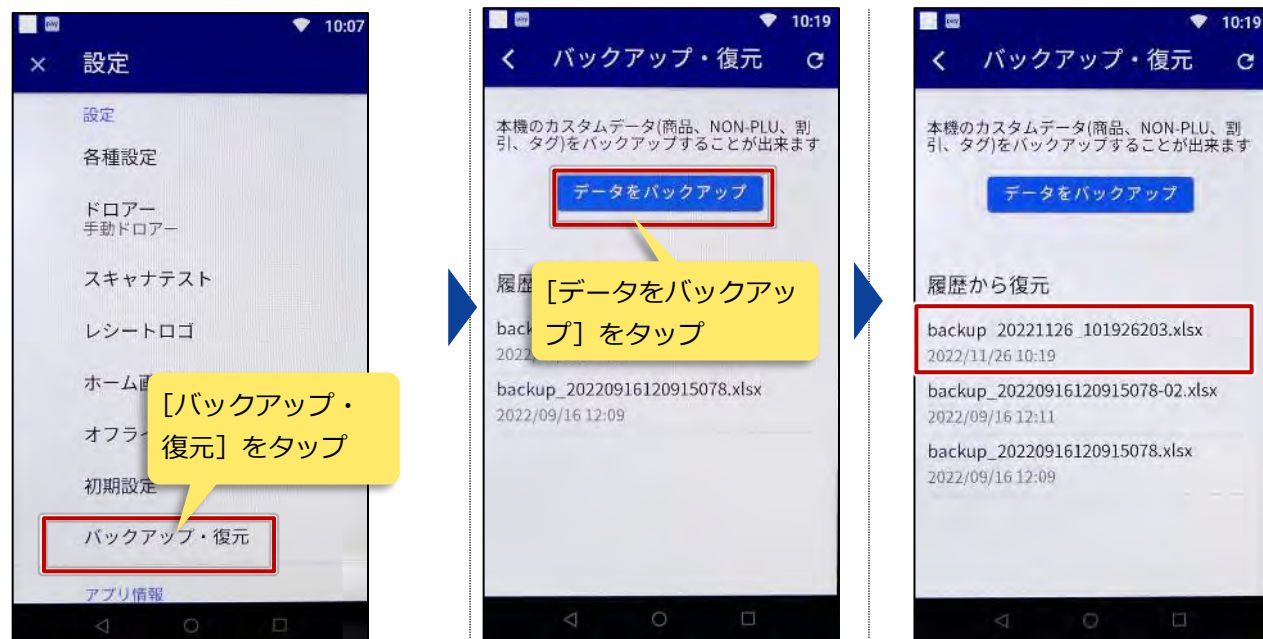 10:07
× 設定
設定
各種設定
ドロアー
手動ドロアー
スキャナテスト
レシートロゴ
ホーム画
オフラ
初期設定
[バックアップ・
復元] をタップ
バックアップ・復元
アプリ情報
10:19
バックアップ・復元
本機のカスタムデータ(商品、NON-PLU、割
引、タグ)をバックアップすることが出来ます
データをバックアップ
履歴
[データをバックアッ
プ] をタップ
back
2022
backup_20220916120915078.xlsx
2022/09/16 12:09
10:19
バックアップ・復元
本機のカスタムデータ(商品、NON-PLU、割
引、タグ)をバックアップすることが出来ます
データをバックアップ
履歴から復元
backup_20221126_101926203.xlsx
2022/11/26 10:19
backup_20220916120915078-02.xlsx
2022/09/16 12:11
backup_20220916120915078.xlsx
2022/09/16 12:09